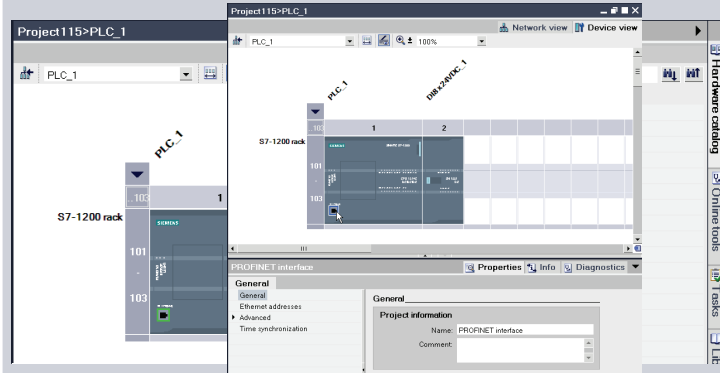 Project115>PLC_1
PLC_1
PLC_1
103
1
S7-1200 rack
SIEMENS
101
103
Project115>PLC_1
Network view
Device view
PLC_1
100%
PLC_1
DI8x24VDC_1
103
1
2
S7-1200 rack
SIEMENS
101
103
PROFINET interface
Properties
Info
Diagnostics
General
General
Ethernet addresses
Advanced
Time synchronization
General
Project information
Name: PROFINET interface
Comment:
Hardware catalog
Online tools
Tasks